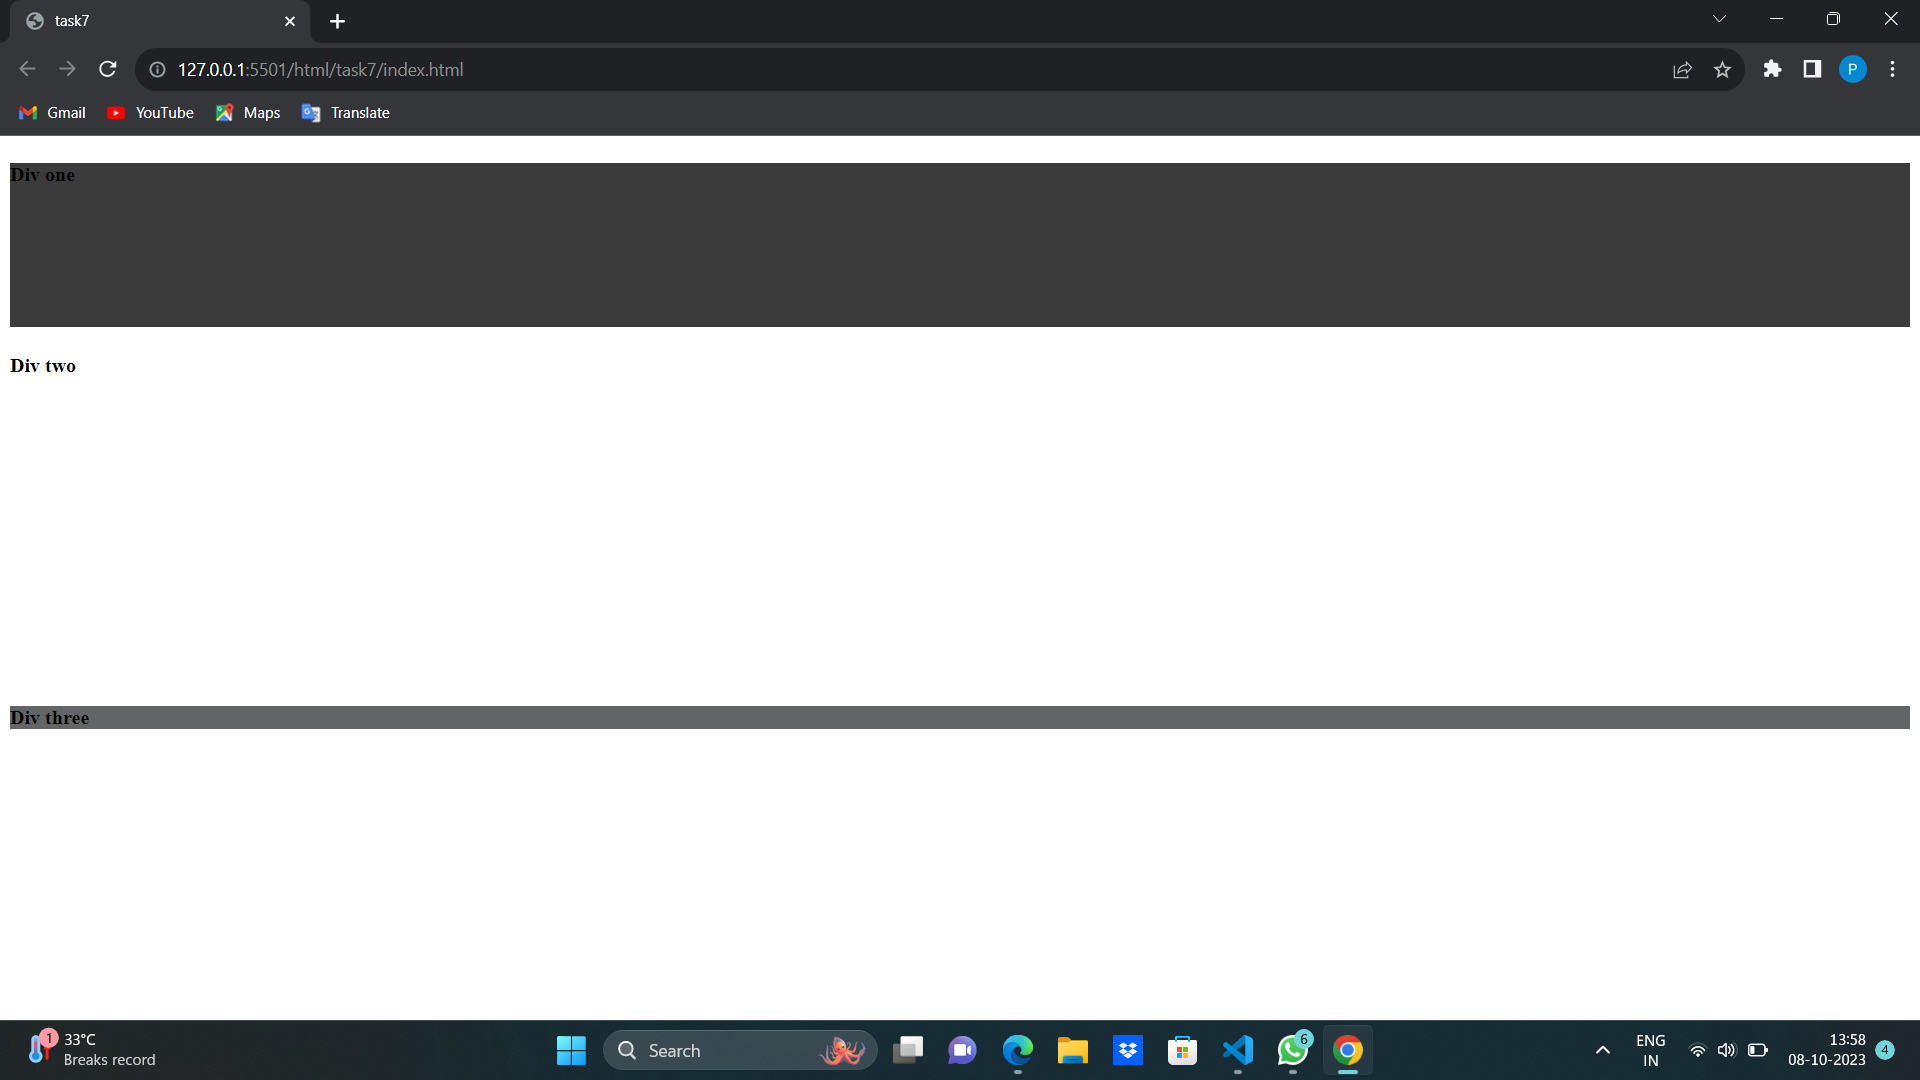 task7
127.0.0.1:5501/html/task7/index.html
P
Gmail
YouTube
Maps
Translate
Div one
Div two
Div three
1
33°C
Breaks record
Search
6
ENG
IN
13:58
08-10-2023
4